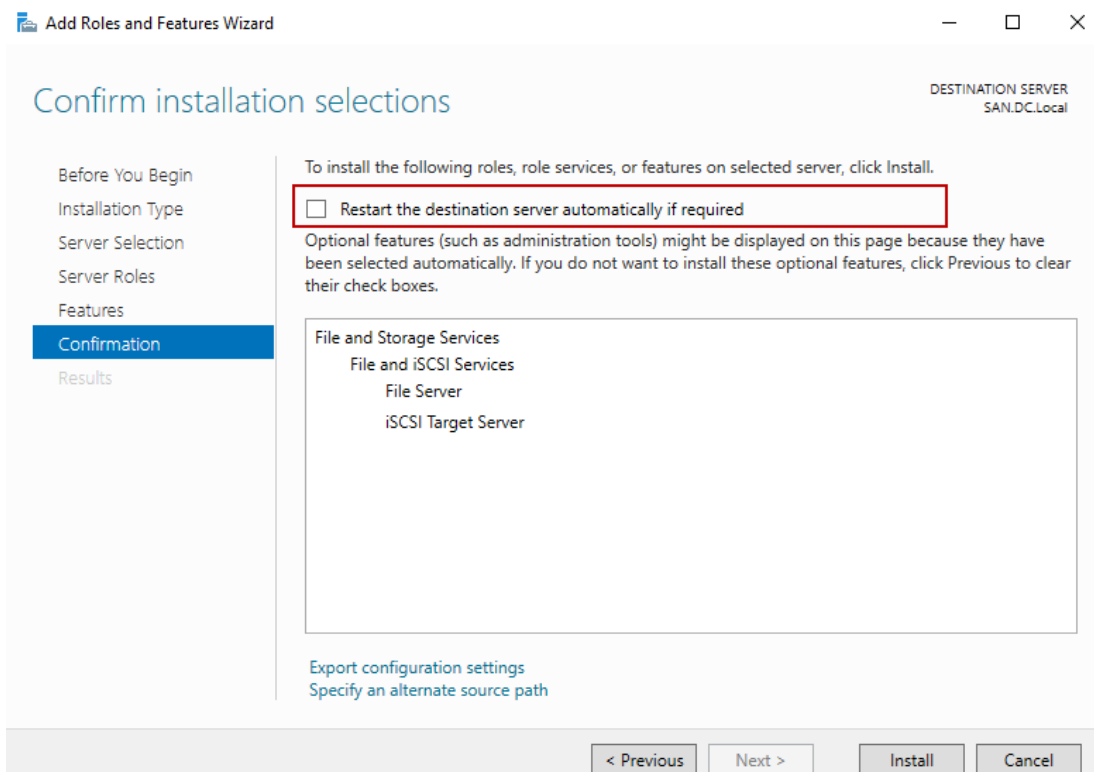 Add Roles and Features Wizard
Confirm installation selections
DESTINATION SERVER
SAN.DC.Local
Before You Begin
Installation Type
Server Selection
Server Roles
Features
Confirmation
Results
To install the following roles, role services, or features on selected server, click Install.
Restart the destination server automatically if required
Optional features (such as administration tools) might be displayed on this page because they have
been selected automatically. If you do not want to install these optional features, click Previous to clear
their check boxes.
File and Storage Services
File and iSCSI Services
File Server
iSCSI Target Server
Export configuration settings
Specify an alternate source path
< Previous
Next >
Install
Cancel